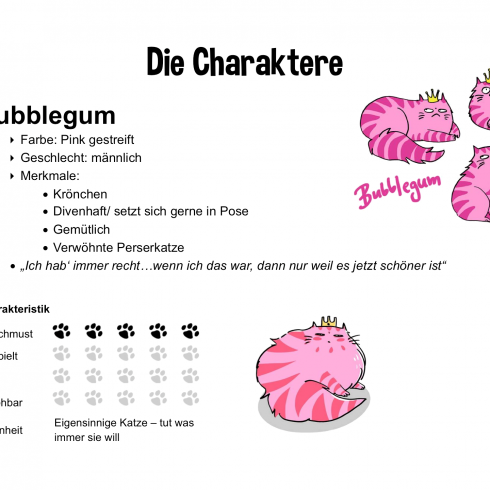 Die Charaktere
ubblegum
Farbe: Pink gestreift
Geschlecht: männlich
Merkmale:
Krönchen
Divenhaft/ setzt sich gerne in Pose
Gemütlich
Verwöhnte Perserkatze
„Ich hab‘ immer recht…wenn ich das war, dann nur weil es jetzt schöner ist“
Bubblegum
rakteristik
chmust
pielt
hbar
nheit
Eigensinnige Katze – tut was
immer sie will